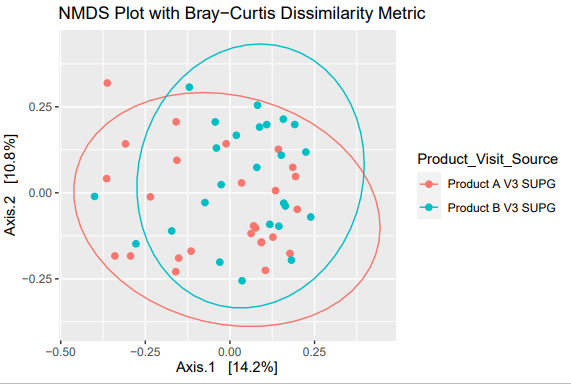 NMDS Plot with Bray−Curtis Dissimilarity Metric
0.25
0.00
−0.25
Axis.2 [10.8%]
−0.50
−0.25
0.00
0.25
Axis.1 [14.2%]
Product_Visit_Source
Product A V3 SUPG
Product B V3 SUPG